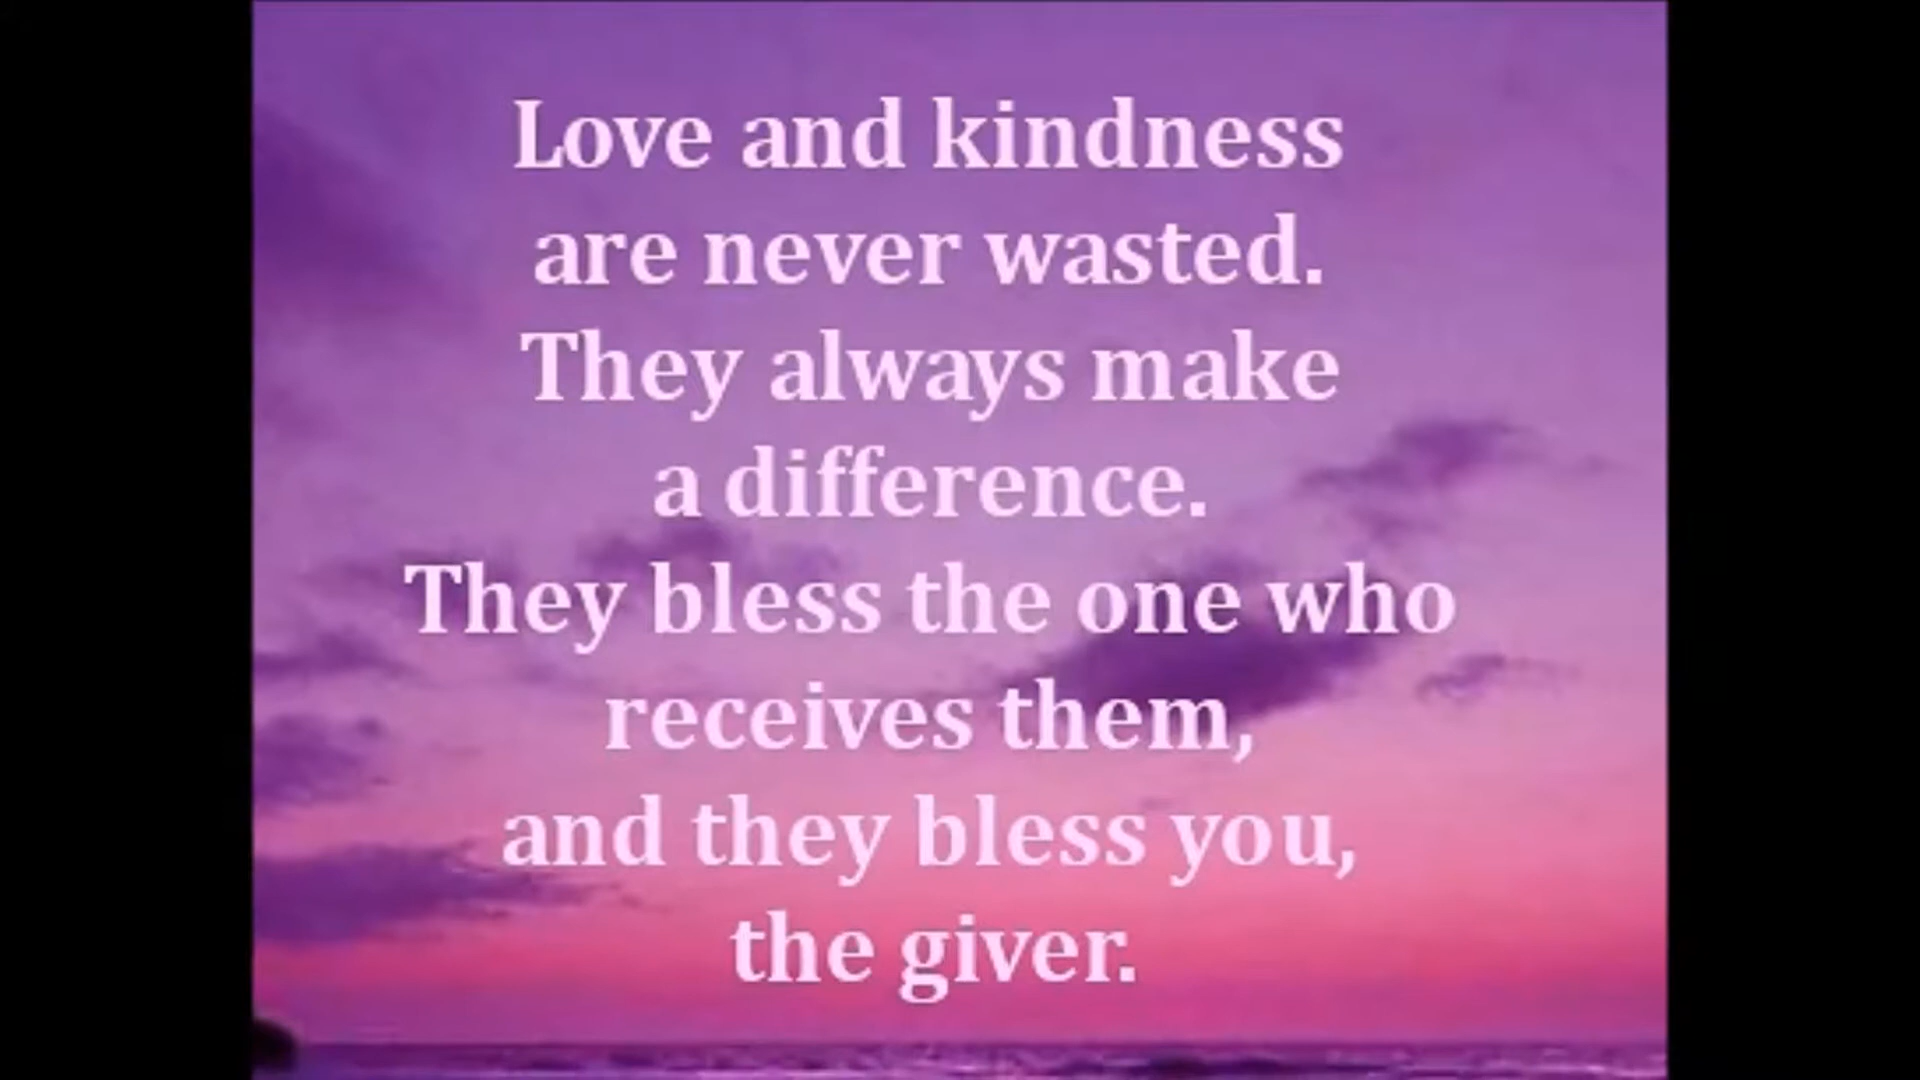 Love and kindness
are never wasted.
They always make
a difference.
They bless the one who
receives them,
and they bless you,
the giver.